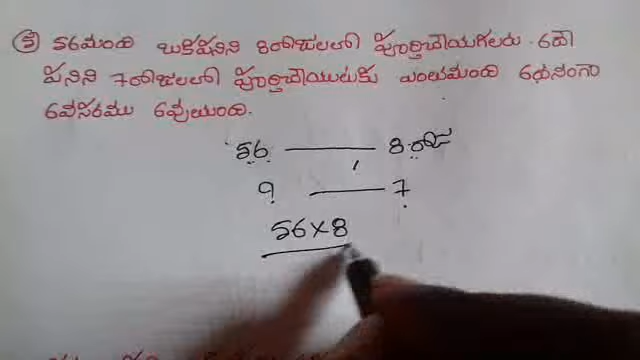 ③ 56మంది ఒకపనిని 8రోజులలో పూర్తిచేయగలరు. అదే
పనిని 7రోజులలో పూర్తిచేయుటకు ఎంతమంది అదనంగా
అవసరము అవుతుంది.
56 — 8రోజు
? — 7
56×8